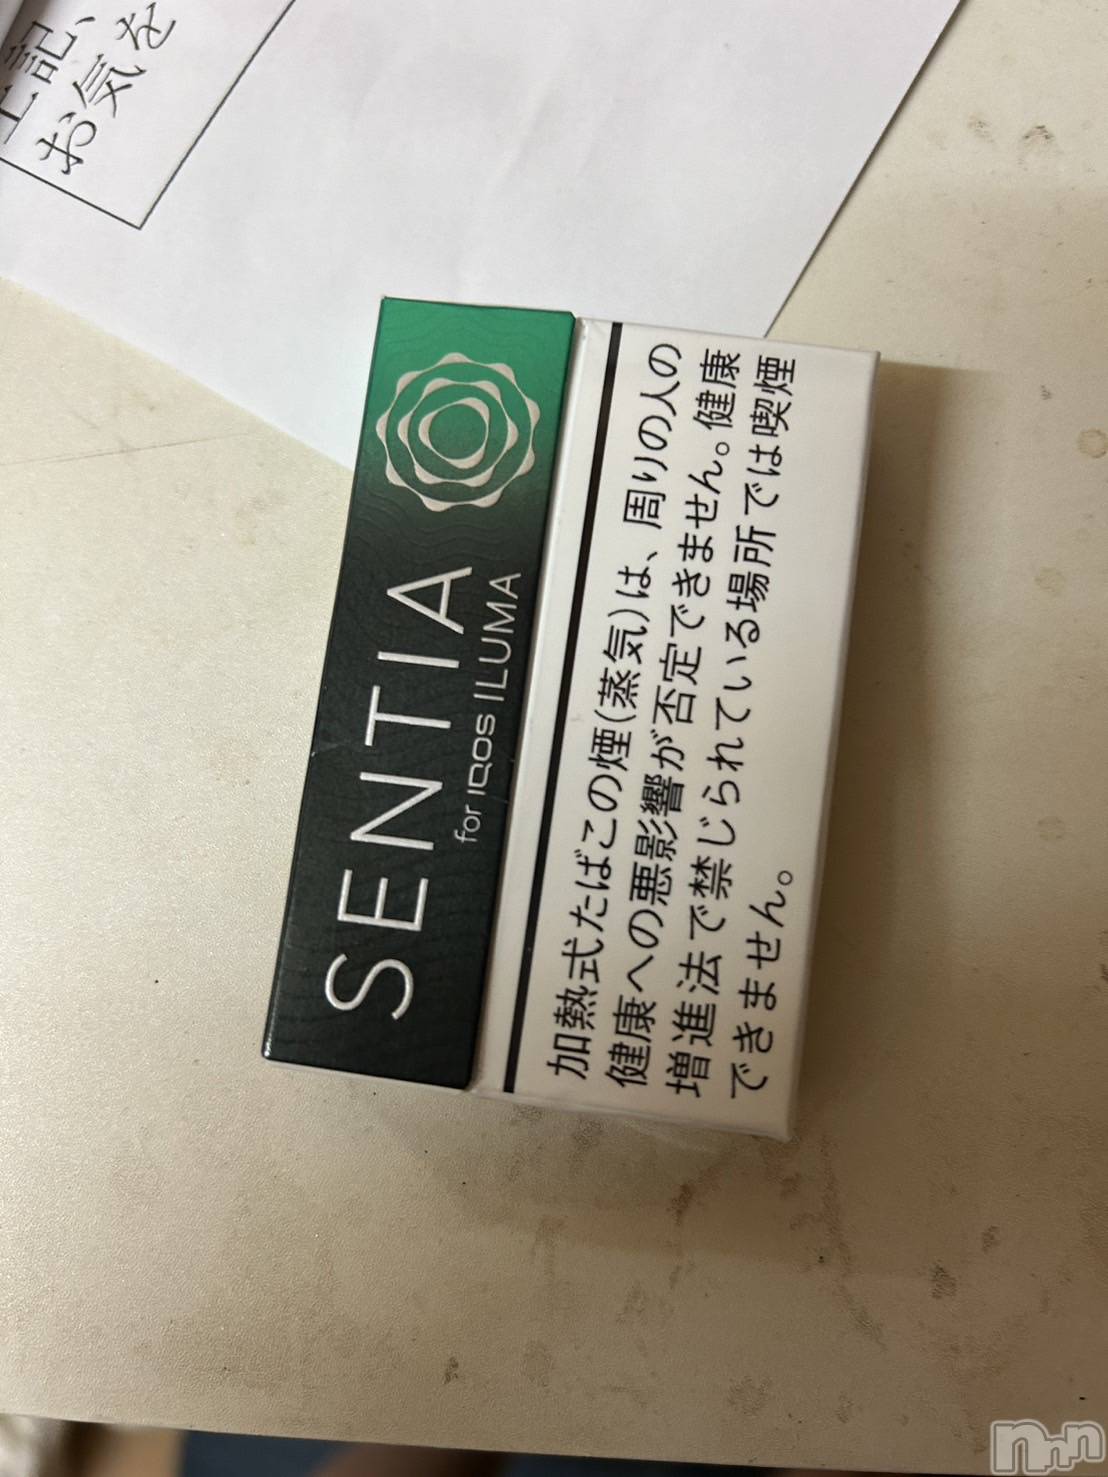 上記、
お気を
SENTIA
for IQOS ILUMA
加熱式たばこの煙(蒸気)は、周りの人の
健康への悪影響が否定できません。健康
増進法で禁じられている場所では喫煙
できません。
nnn